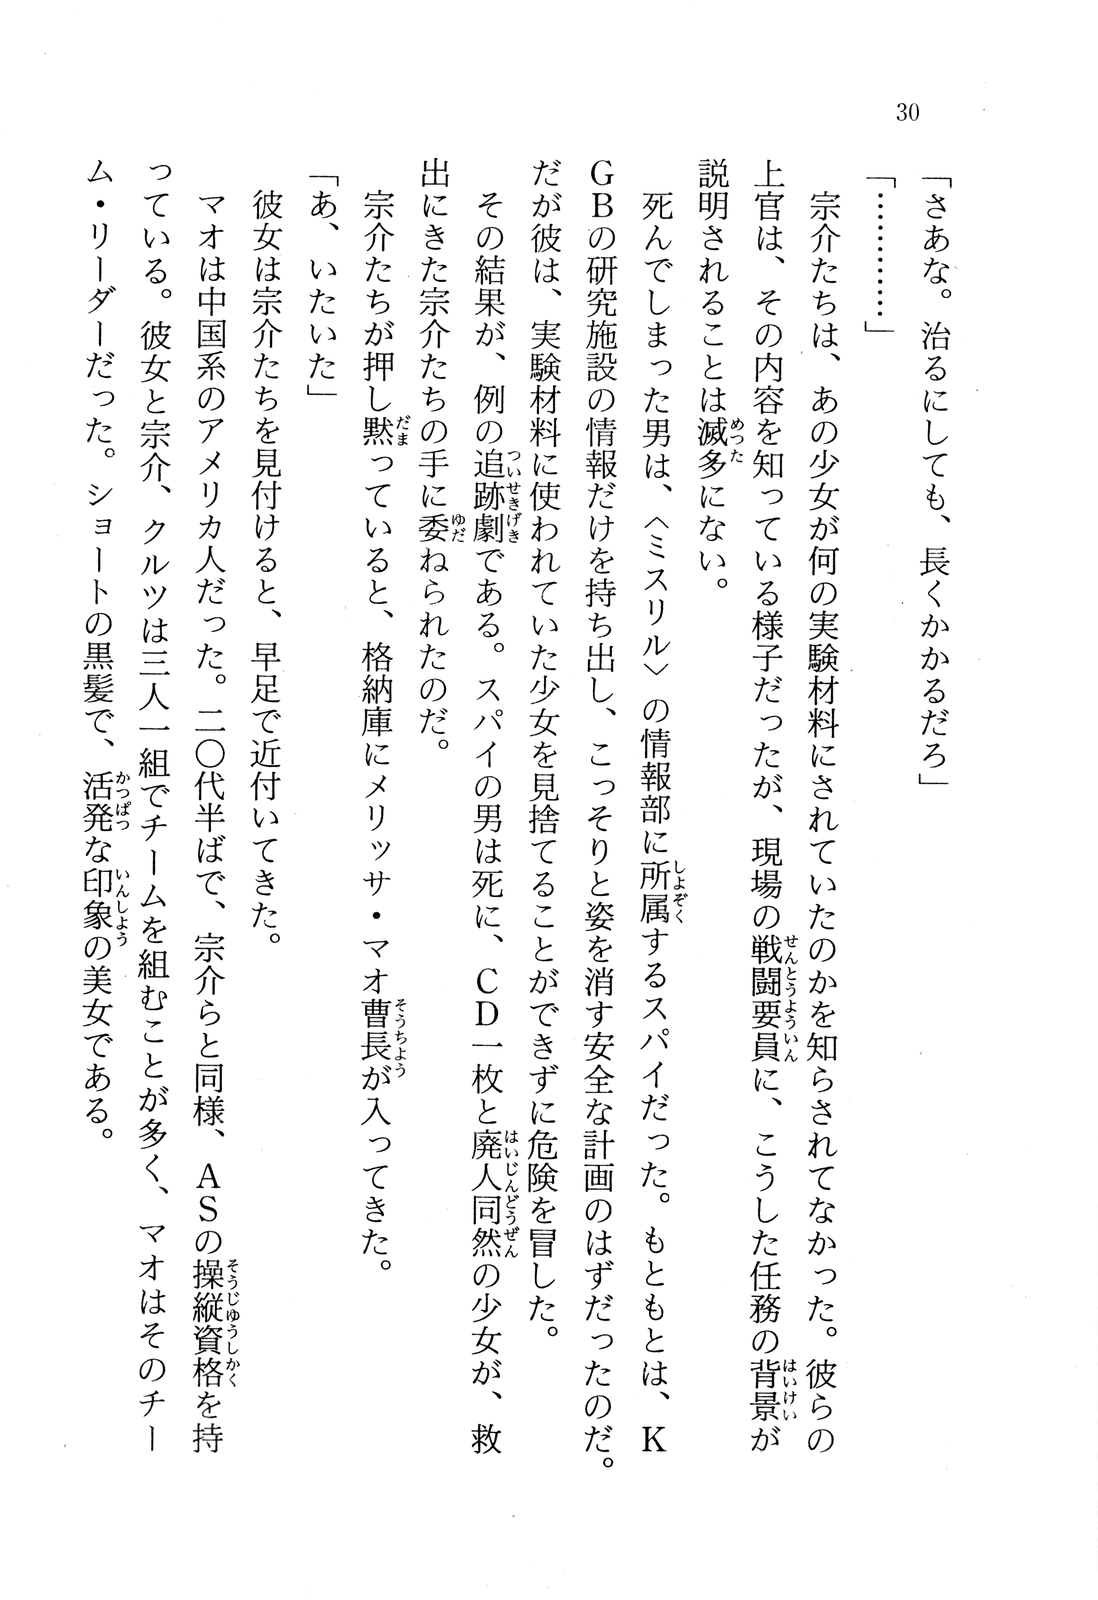 30
「さあな。治るにしても、長くかかるだろ」
「…………」
　宗介たちは、あの少女が何の実験材料にされていたのかを知らされてなかった。彼らの
上官は、その内容を知っている様子だったが、現場の戦闘要員に、こうした任務の背景が
説明されることは滅多にない。
　死んでしまった男は、〈ミスリル〉の情報部に所属するスパイだった。もともとは、Ｋ
ＧＢの研究施設の情報だけを持ち出し、こっそりと姿を消す安全な計画のはずだったのだ。
だが彼は、実験材料に使われていた少女を見捨てることができずに危険を冒した。
　その結果が、例の追跡劇である。スパイの男は死に、ＣＤ一枚と廃人同然の少女が、救
出にきた宗介たちの手に委ねられたのだ。
　宗介たちが押し黙っていると、格納庫にメリッサ・マオ曹長が入ってきた。
「あ、いたいた」
　彼女は宗介たちを見付けると、早足で近付いてきた。
　マオは中国系のアメリカ人だった。二〇代半ばで、宗介らと同様、ＡＳの操縦資格を持
っている。彼女と宗介、クルツは三人一組でチームを組むことが多く、マオはそのチー
ム・リーダーだった。ショートの黒髪で、活発な印象の美女である。